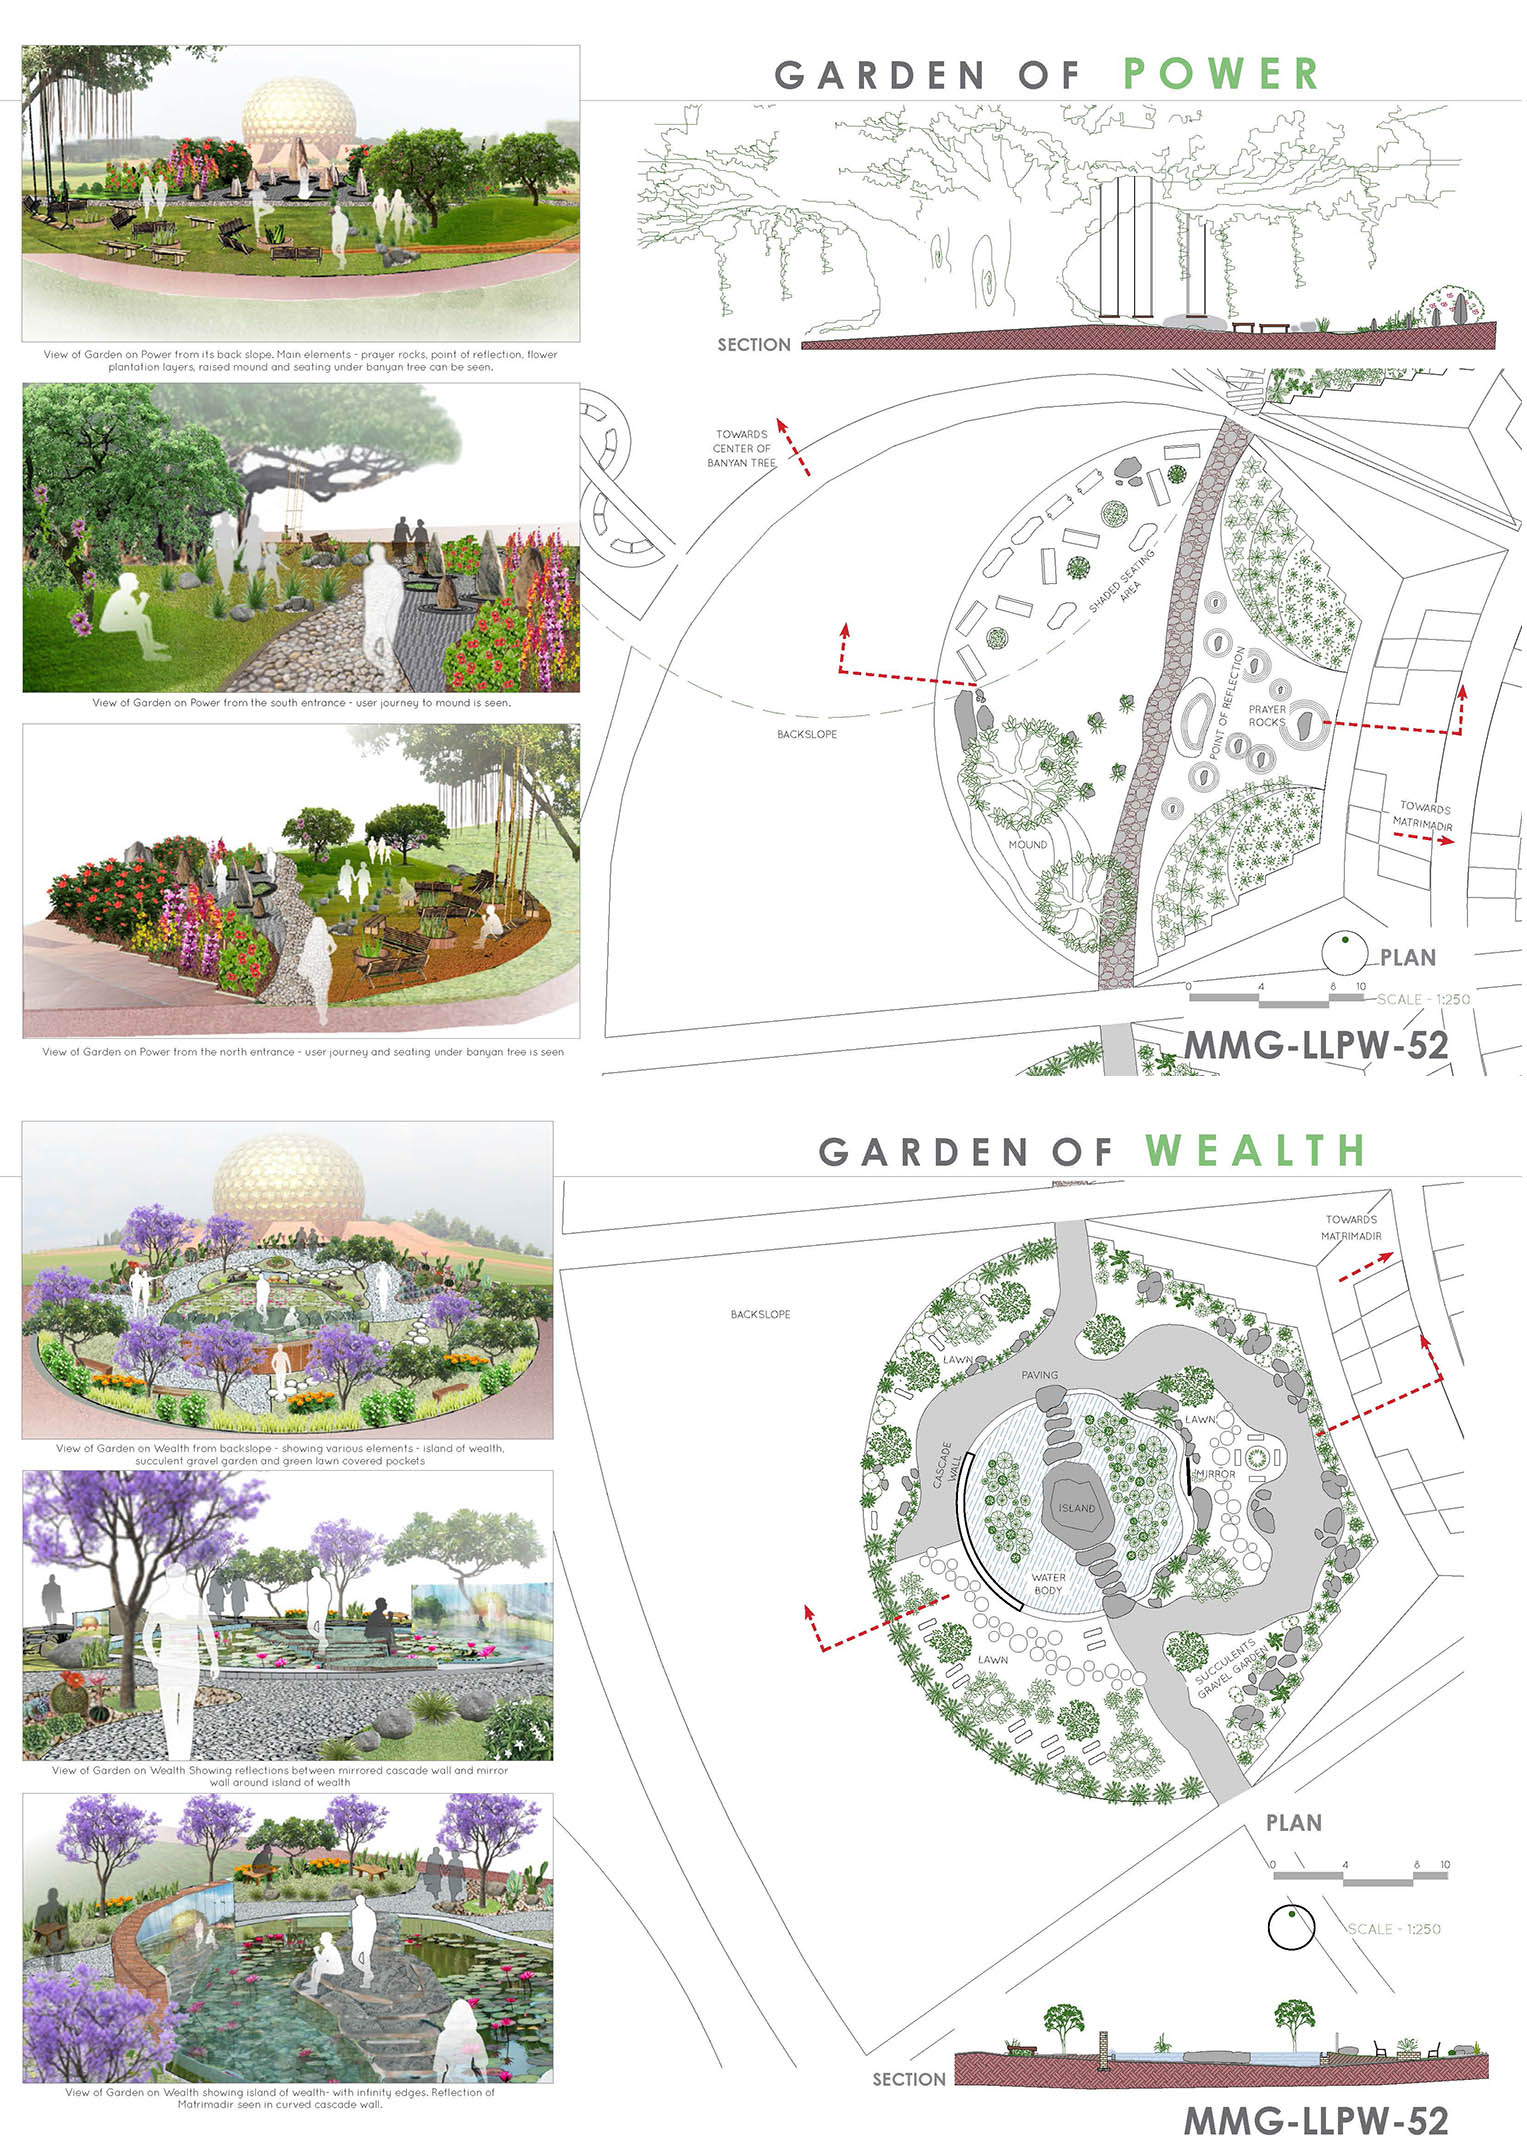 GARDEN OF POWER
View of Garden on Power from its back slope. Main elements - prayer rocks, point of reflection, flower
plantation layers, raised mound and seating under banyan tree can be seen.
SECTION
View of Garden on Power from the south entrance - user journey to mound is seen.
View of Garden on Power from the north entrance - user journey and seating under banyan tree is seen
TOWARDS
CENTER OF
BANYAN TREE
SHADED SEATING
AREA
POINT OF REFLECTION
PRAYER
ROCKS
BACKSLOPE
MOUND
TOWARDS
MATRIMADIR
PLAN
0 4 8 10
SCALE - 1:250
MMG-LLPW-52
GARDEN OF WEALTH
View of Garden on Wealth from backslope - showing various elements - island of wealth,
succulent gravel garden and green lawn covered pockets
View of Garden on Wealth Showing reflections between mirrored cascade wall and mirror
wall around island of wealth
View of Garden on Wealth showing island of wealth- with infinity edges. Reflection of
Matrimadir seen in curved cascade wall.
TOWARDS
MATRIMADIR
BACKSLOPE
LAWN
PAVING
LAWN
CASCADE
WALL
MIRROR
ISLAND
WATER
BODY
LAWN
SUCCULENTS
GRAVEL GARDEN
PLAN
0 4 8 10
SCALE - 1:250
SECTION
MMG-LLPW-52